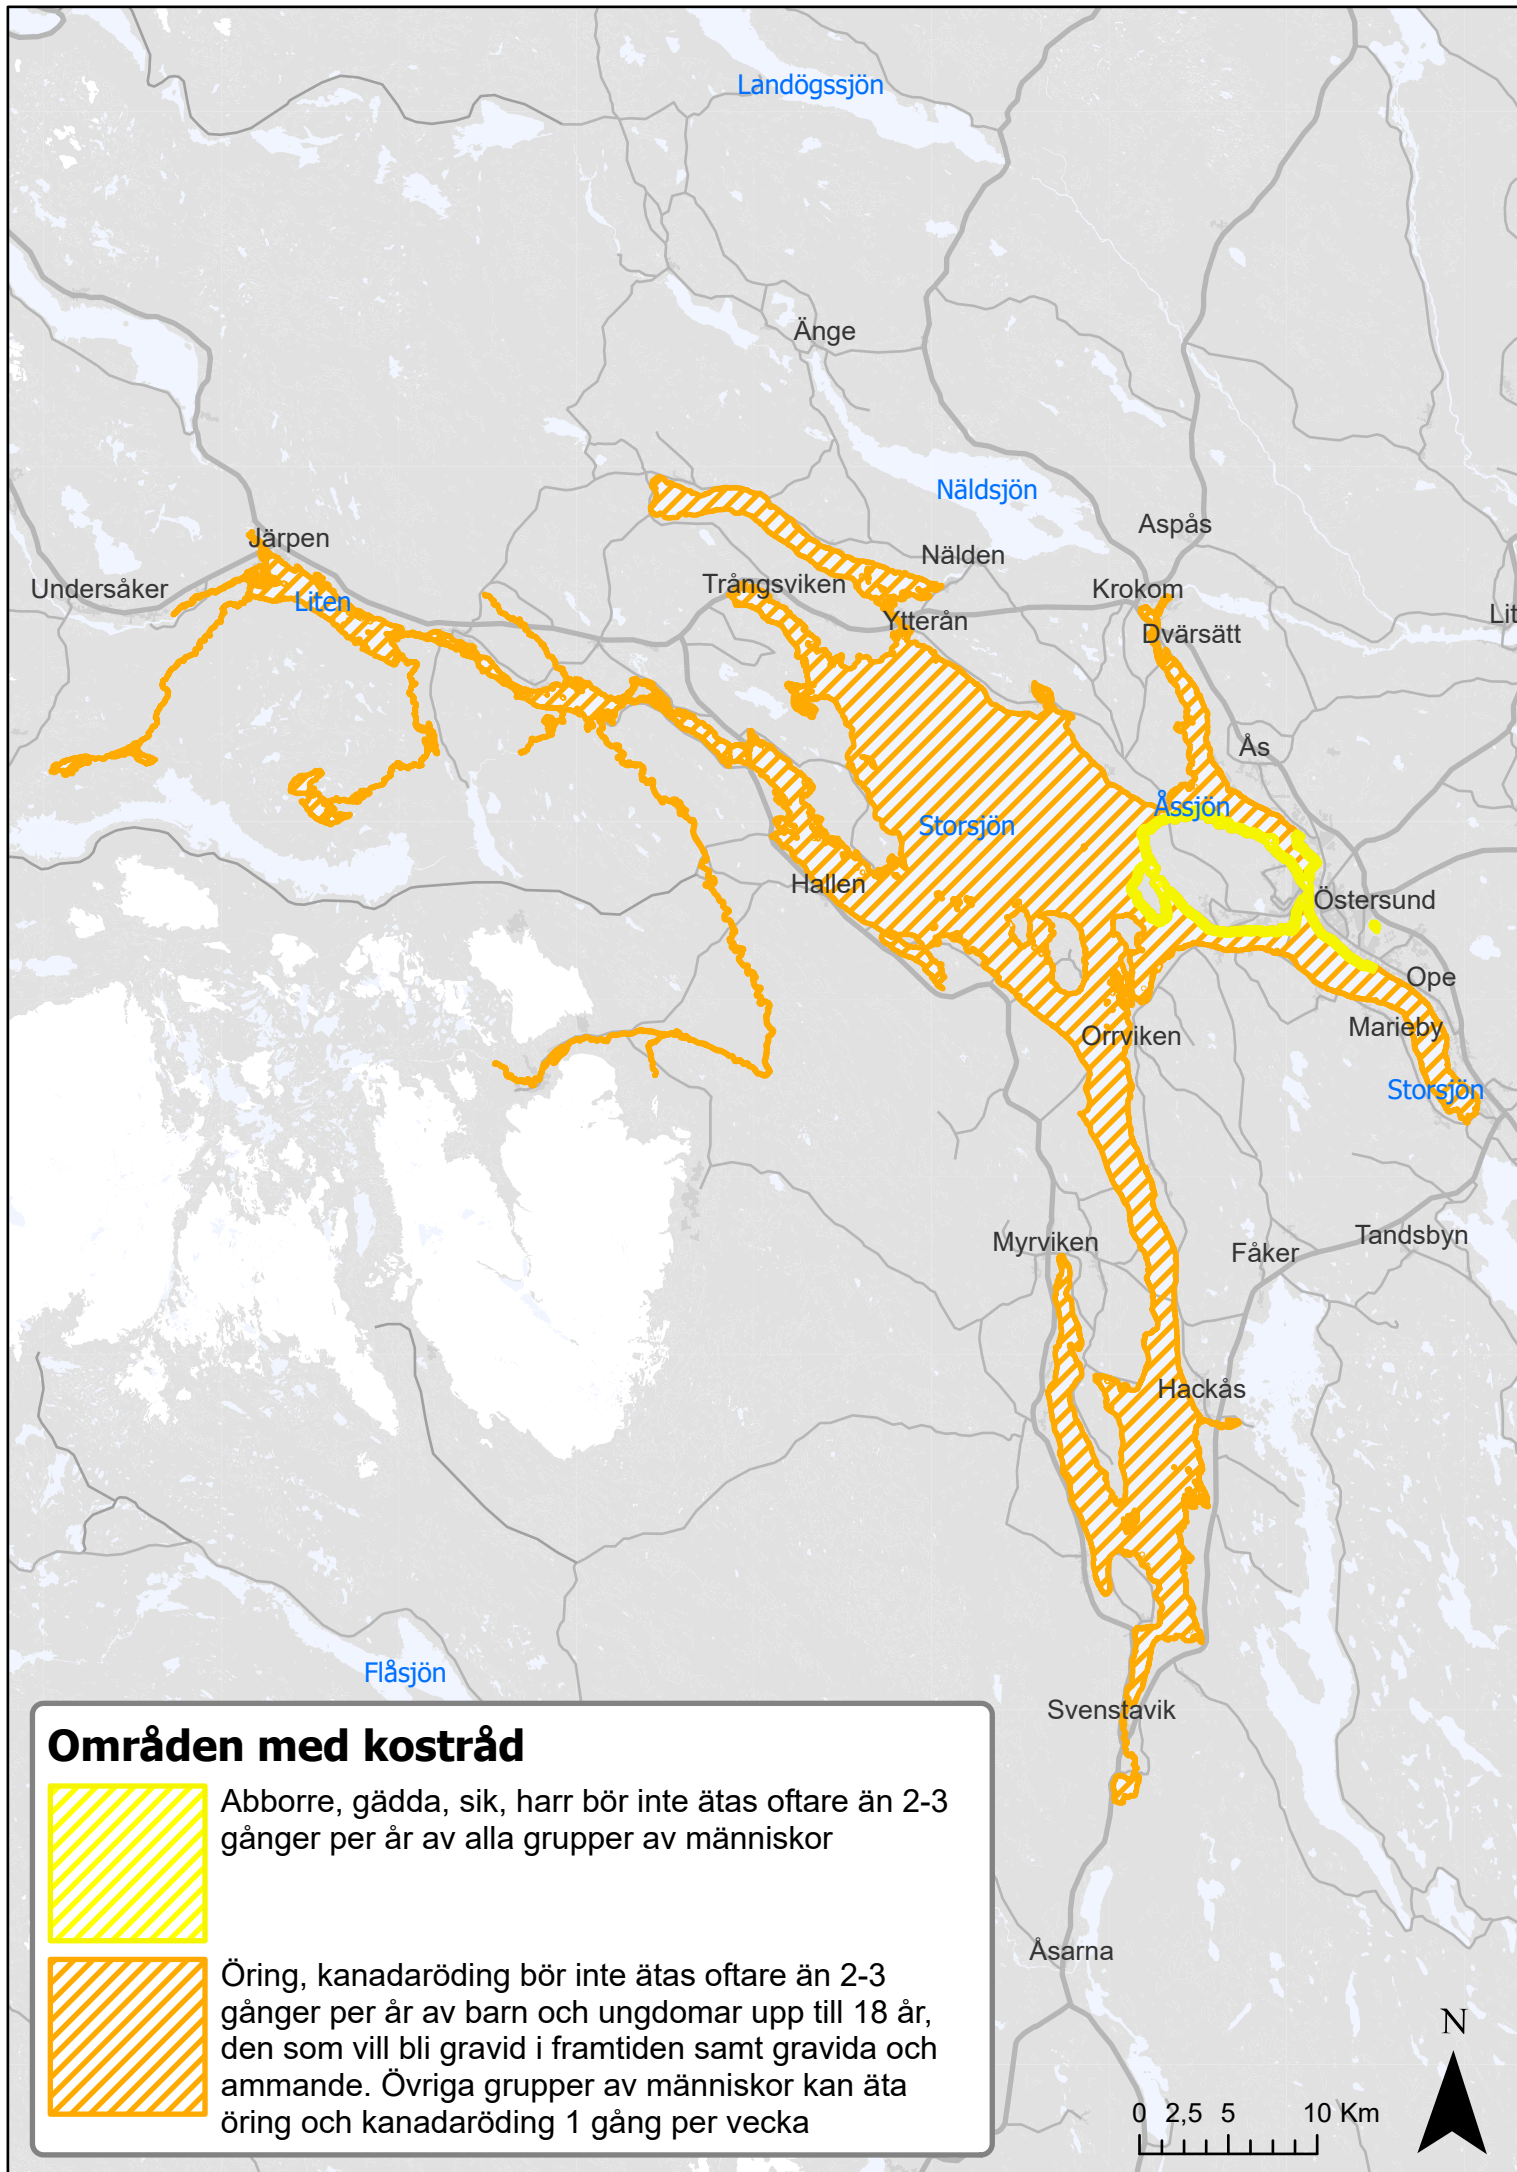 Landögssjön
Änge
Näldsjön
Aspås
Järpen
Nälden
Undersåker
Liten
Trångsviken
Krokom
Ytterån
Lit
Dvärsätt
Ås
Åssjön
Storsjön
Hallen
Östersund
Ope
Marieby
Orrviken
Storsjön
Myrviken
Fåker
Tandsbyn
Hackås
Flåsjön
Svenstavik
Områden med kostråd
Abborre, gädda, sik, harr bör inte ätas oftare än 2-3
gånger per år av alla grupper av människor
Öring, kanadaröding bör inte ätas oftare än 2-3
gånger per år av barn och ungdomar upp till 18 år,
den som vill bli gravid i framtiden samt gravida och
ammande. Övriga grupper av människor kan äta
öring och kanadaröding 1 gång per vecka
Åsarna
N
0 2,5 5 10 Km